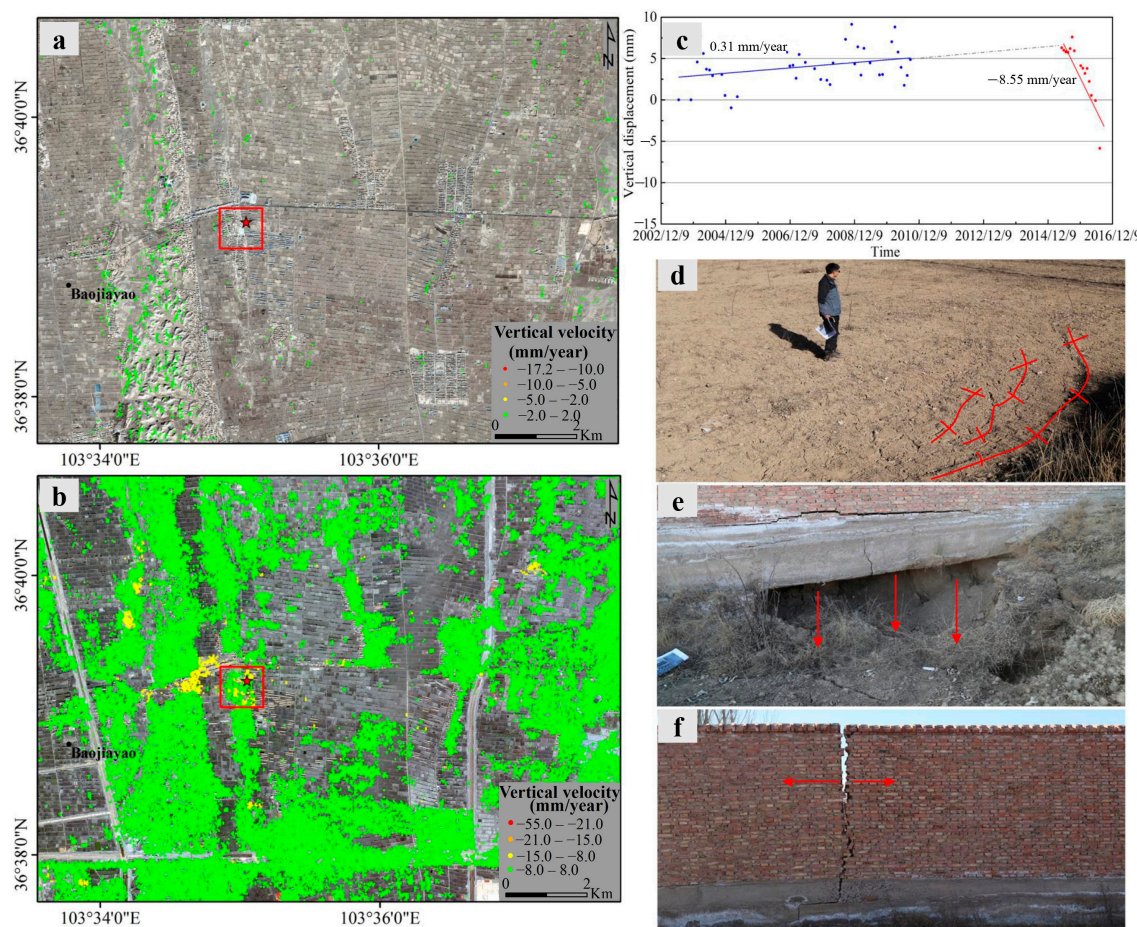 a
N
36°40'0"N
36°38'0"N
Baojiayao
Vertical velocity
(mm/year)
−17.2 – −10.0
−10.0 – −5.0
−5.0 – −2.0
−2.0 – 2.0
0 2
Km
103°34'0"E 103°36'0"E
b
N
36°40'0"N
36°38'0"N
Baojiayao
Vertical velocity
(mm/year)
−55.0 – −21.0
−21.0 – −15.0
−15.0 – −8.0
−8.0 – 8.0
0 2
Km
103°34'0"E 103°36'0"E
c
Vertical displacement (mm)
10
5
0
−5
−10
−15
0.31 mm/year
−8.55 mm/year
2002/12/9 2004/12/9 2006/12/9 2008/12/9 2010/12/9 2012/12/9 2014/12/9 2016/12/9
Time
d
e
f